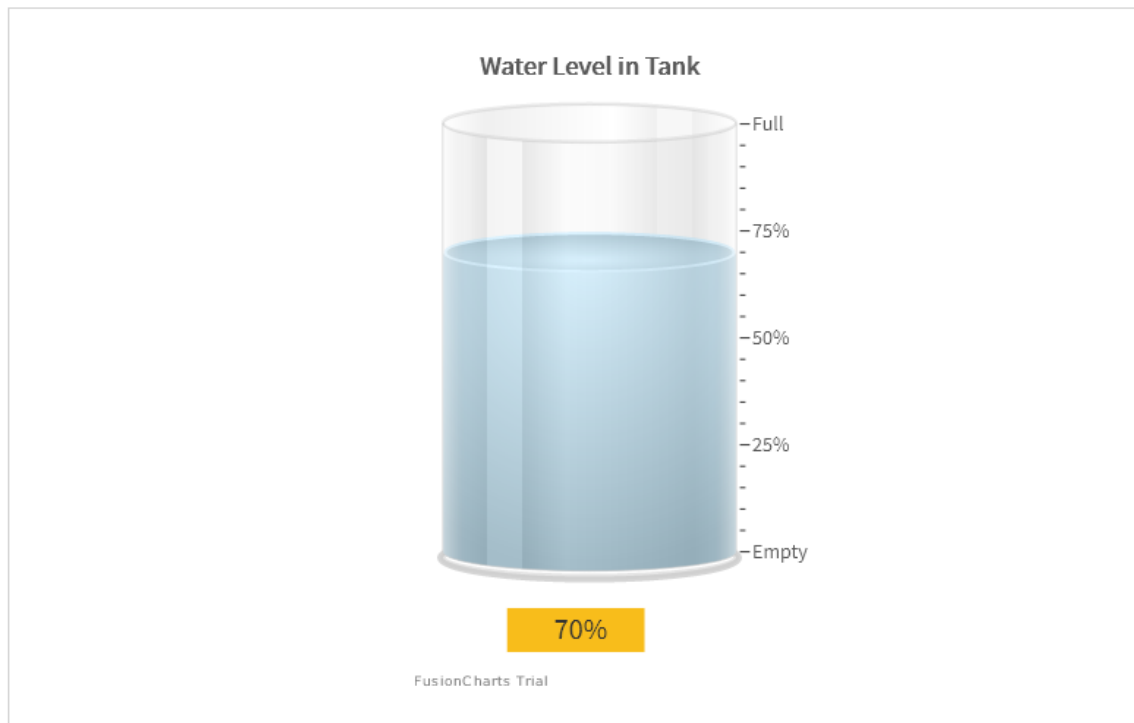 Water Level in Tank
Full
75%
50%
25%
Empty
70%
FusionCharts Trial